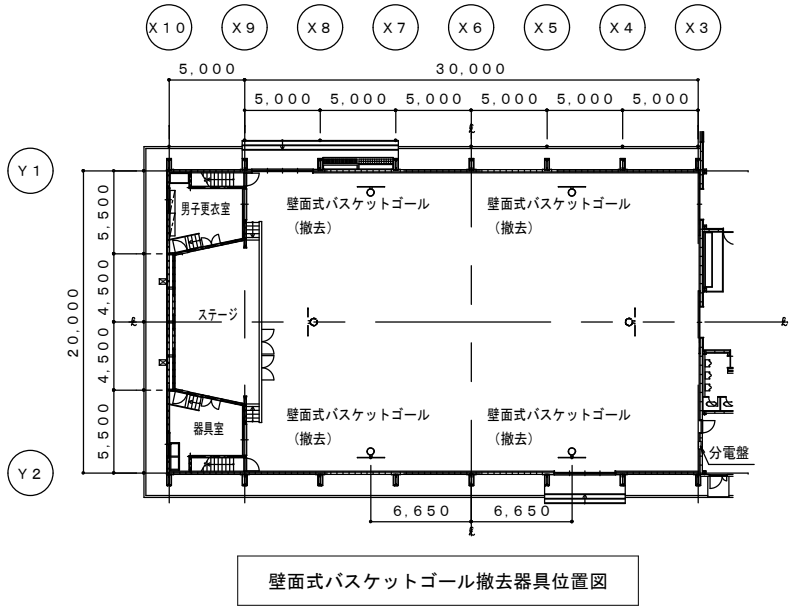 X10 X9 X8 X7 X6 X5 X4 X3
5,000 30,000
5,000 5,000 5,000 5,000 5,000 5,000
℄
Y1
男子更衣室
壁面式バスケットゴール 壁面式バスケットゴール
(撤去) (撤去)
5,500
4,500
20,000
4,500
5,500
ステージ
℄ ℄
壁面式バスケットゴール 壁面式バスケットゴール
(撤去) (撤去)
器具室
分電盤
Y2
6,650 6,650
℄
壁面式バスケットゴール撤去器具位置図